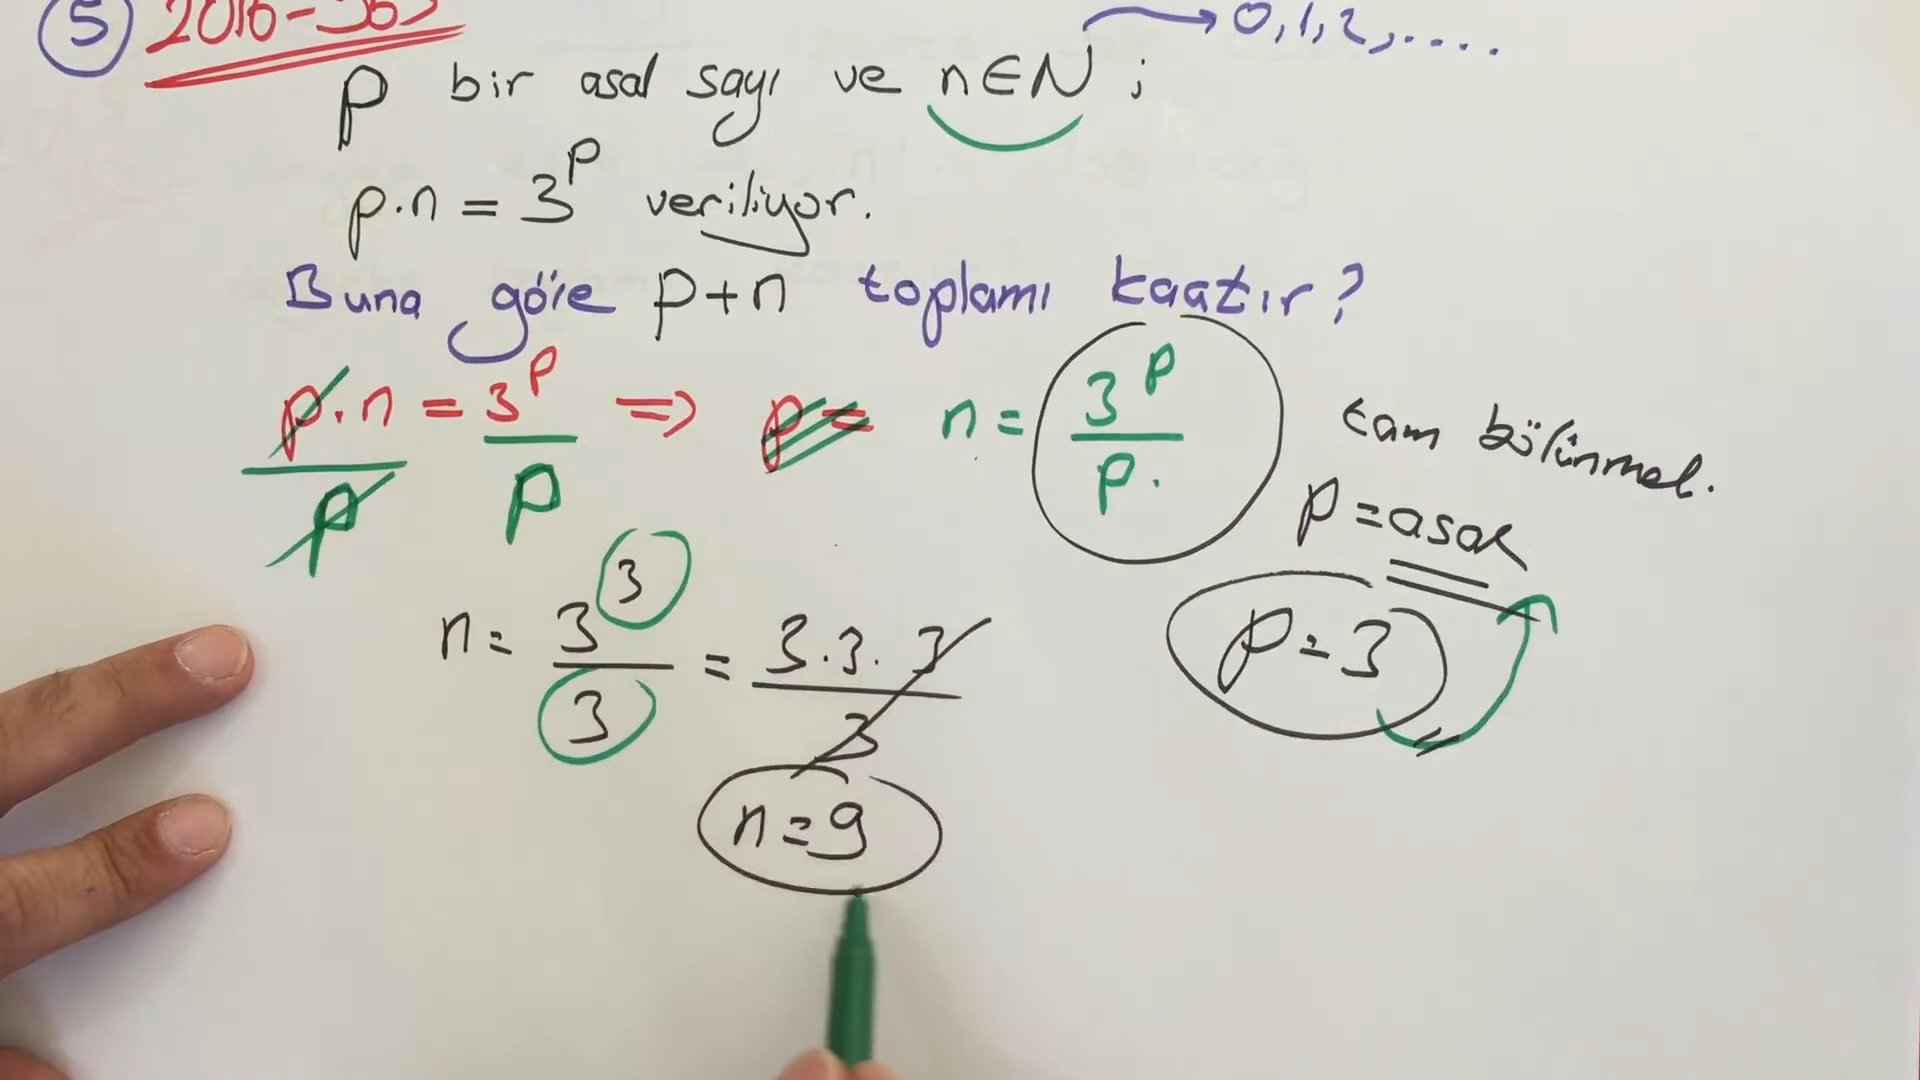 5 2016-
0, 1, 2, ....
p bir asal sayı ve n∈N ;
p.n = 3^p veriliyor.
Buna göre p+n toplamı kaçtır?
p.n/p = 3^p/p => p= n = 3^p/p. tam bölünmel.
p = asal
p = 3
n = 3^3/3 = 3.3.3/3
n = 9